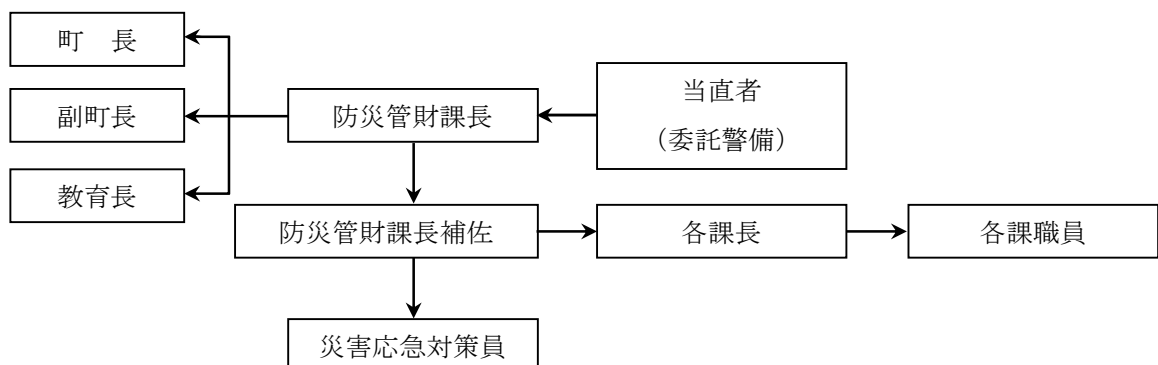 町　長
副町長
教育長
防災管財課長
当直者
（委託警備）
防災管財課長補佐
各課長
各課職員
災害応急対策員